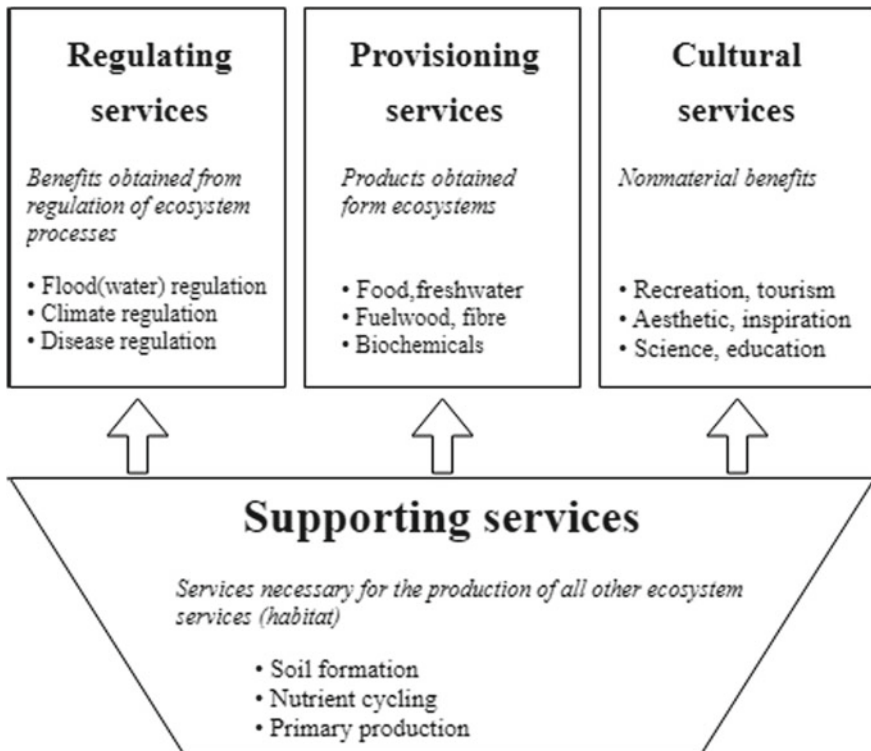 Regulating
services
Benefits obtained from
regulation of ecosystem
processes
• Flood(water) regulation
• Climate regulation
• Disease regulation
Provisioning
services
Products obtained
form ecosystems
• Food,freshwater
• Fuelwood, fibre
• Biochemicals
Cultural
services
Nonmaterial benefits
• Recreation, tourism
• Aesthetic, inspiration
• Science, education
Supporting services
Services necessary for the production of all other ecosystem
services (habitat)
• Soil formation
• Nutrient cycling
• Primary production